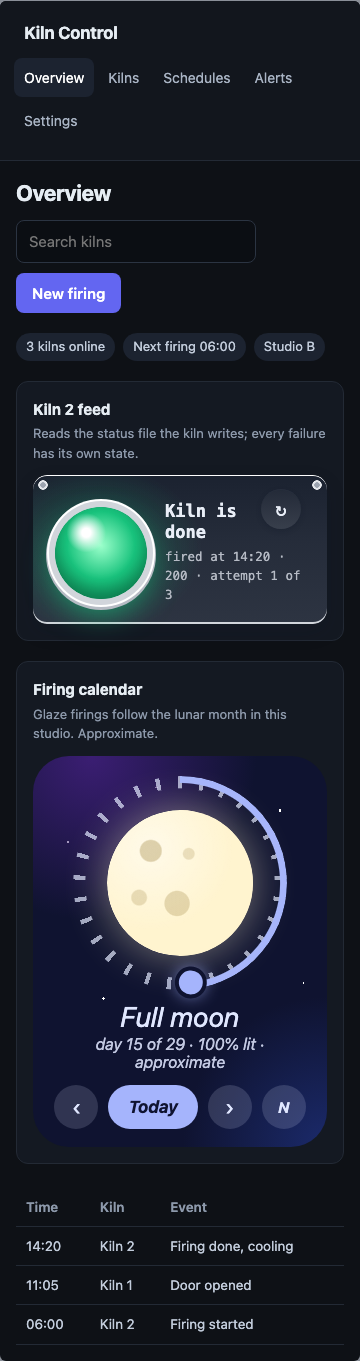 Kiln Control
Overview Kilns Schedules Alerts
Settings
Overview
Search kilns
New firing
3 kilns online Next firing 06:00 Studio B
Kiln 2 feed
Reads the status file the kiln writes; every failure
has its own state.
Kiln is
done
↻
fired at 14:20 ·
200 · attempt 1 of
3
Firing calendar
Glaze firings follow the lunar month in this
studio. Approximate.
Full moon
day 15 of 29 · 100% lit ·
approximate
‹ Today › N
Time Kiln Event
14:20 Kiln 2 Firing done, cooling
11:05 Kiln 1 Door opened
06:00 Kiln 2 Firing started